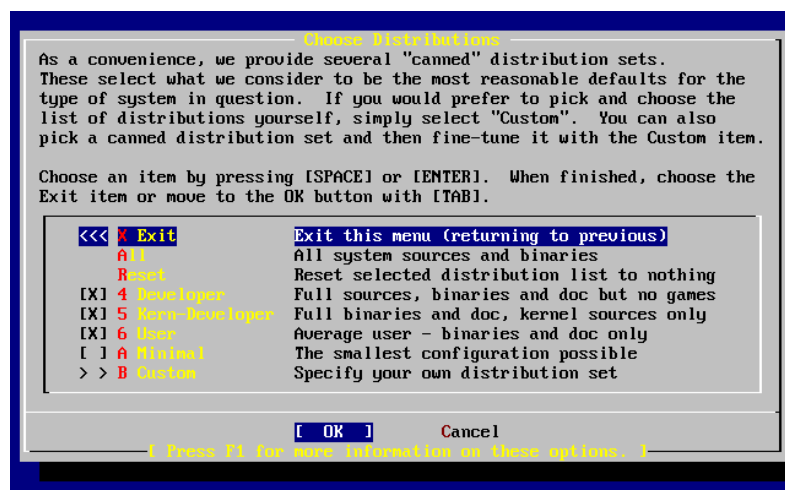 Choose Distributions
As a convenience, we provide several "canned" distribution sets.
These select what we consider to be the most reasonable defaults for the
type of system in question.  If you would prefer to pick and choose the
list of distributions yourself, simply select "Custom".  You can also
pick a canned distribution set and then fine-tune it with the Custom item.
Choose an item by pressing [SPACE] or [ENTER].  When finished, choose the
Exit item or move to the OK button with [TAB].
<<< X Exit Exit this menu (returning to previous)
All All system sources and binaries
Reset Reset selected distribution list to nothing
[X] 4 Developer Full sources, binaries and doc but no games
[X] 5 Kern-Developer Full binaries and doc, kernel sources only
[X] 6 User Average user - binaries and doc only
[ ] A Minimal The smallest configuration possible
> > B Custom Specify your own distribution set
[ OK ] Cancel
[ Press F1 for more information on these options. ]